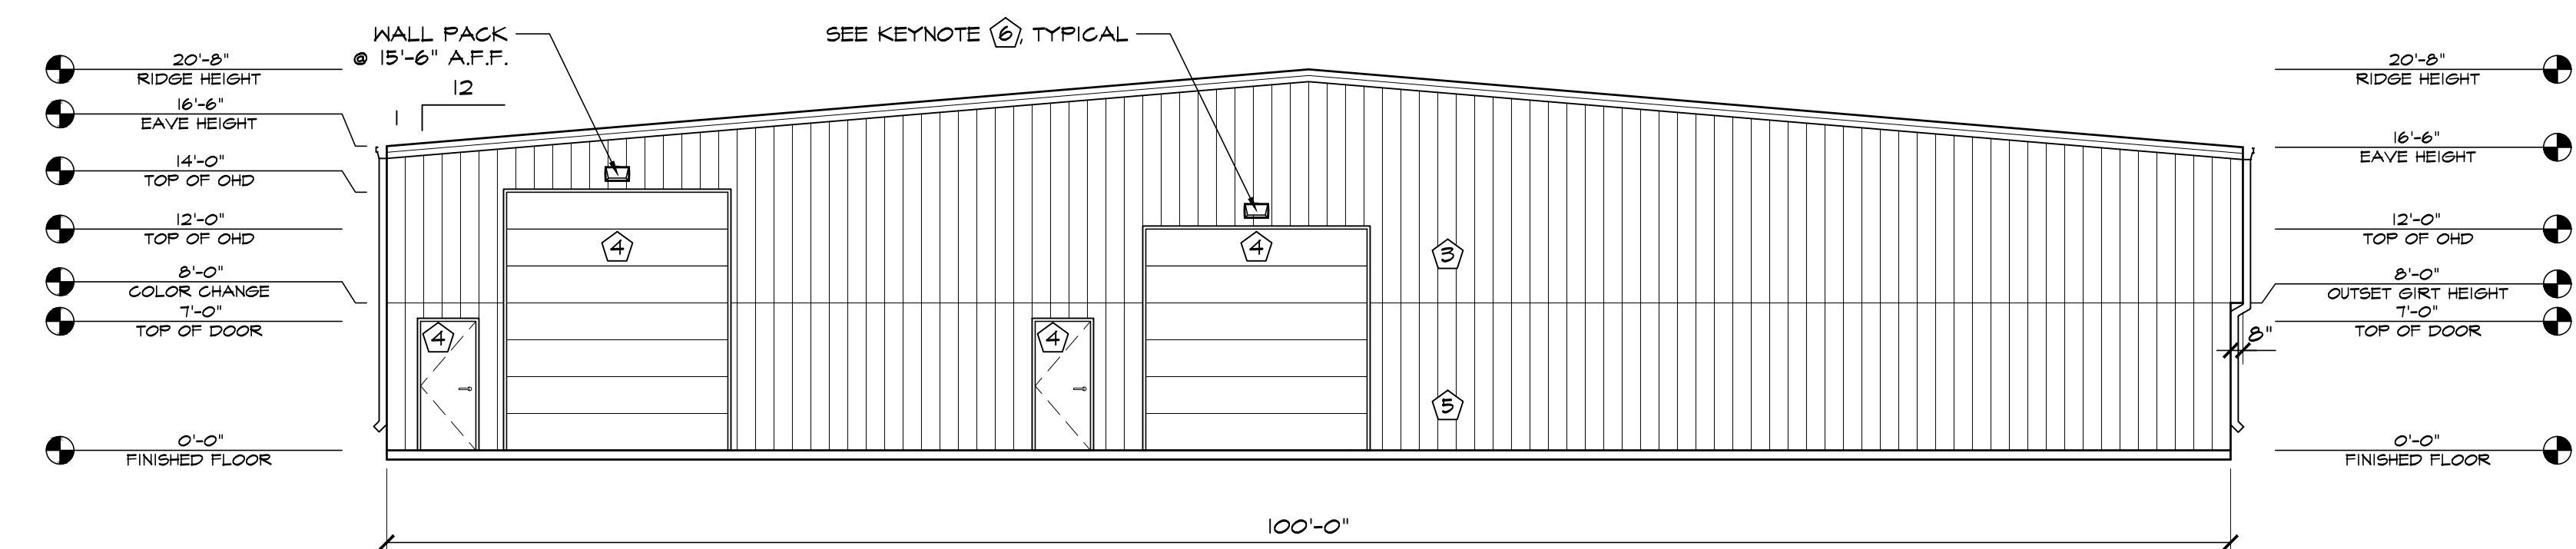 WALL PACK
@ 15'-6" A.F.F.
SEE KEYNOTE 6, TYPICAL
12
1
20'-8"
RIDGE HEIGHT
16'-6"
EAVE HEIGHT
14'-0"
TOP OF OHD
12'-0"
TOP OF OHD
8'-0"
COLOR CHANGE
7'-0"
TOP OF DOOR
0'-0"
FINISHED FLOOR
4
4
4
4
3
5
20'-8"
RIDGE HEIGHT
16'-6"
EAVE HEIGHT
12'-0"
TOP OF OHD
8'-0"
OUTSET GIRT HEIGHT
7'-0"
TOP OF DOOR
8"
0'-0"
FINISHED FLOOR
100'-0"